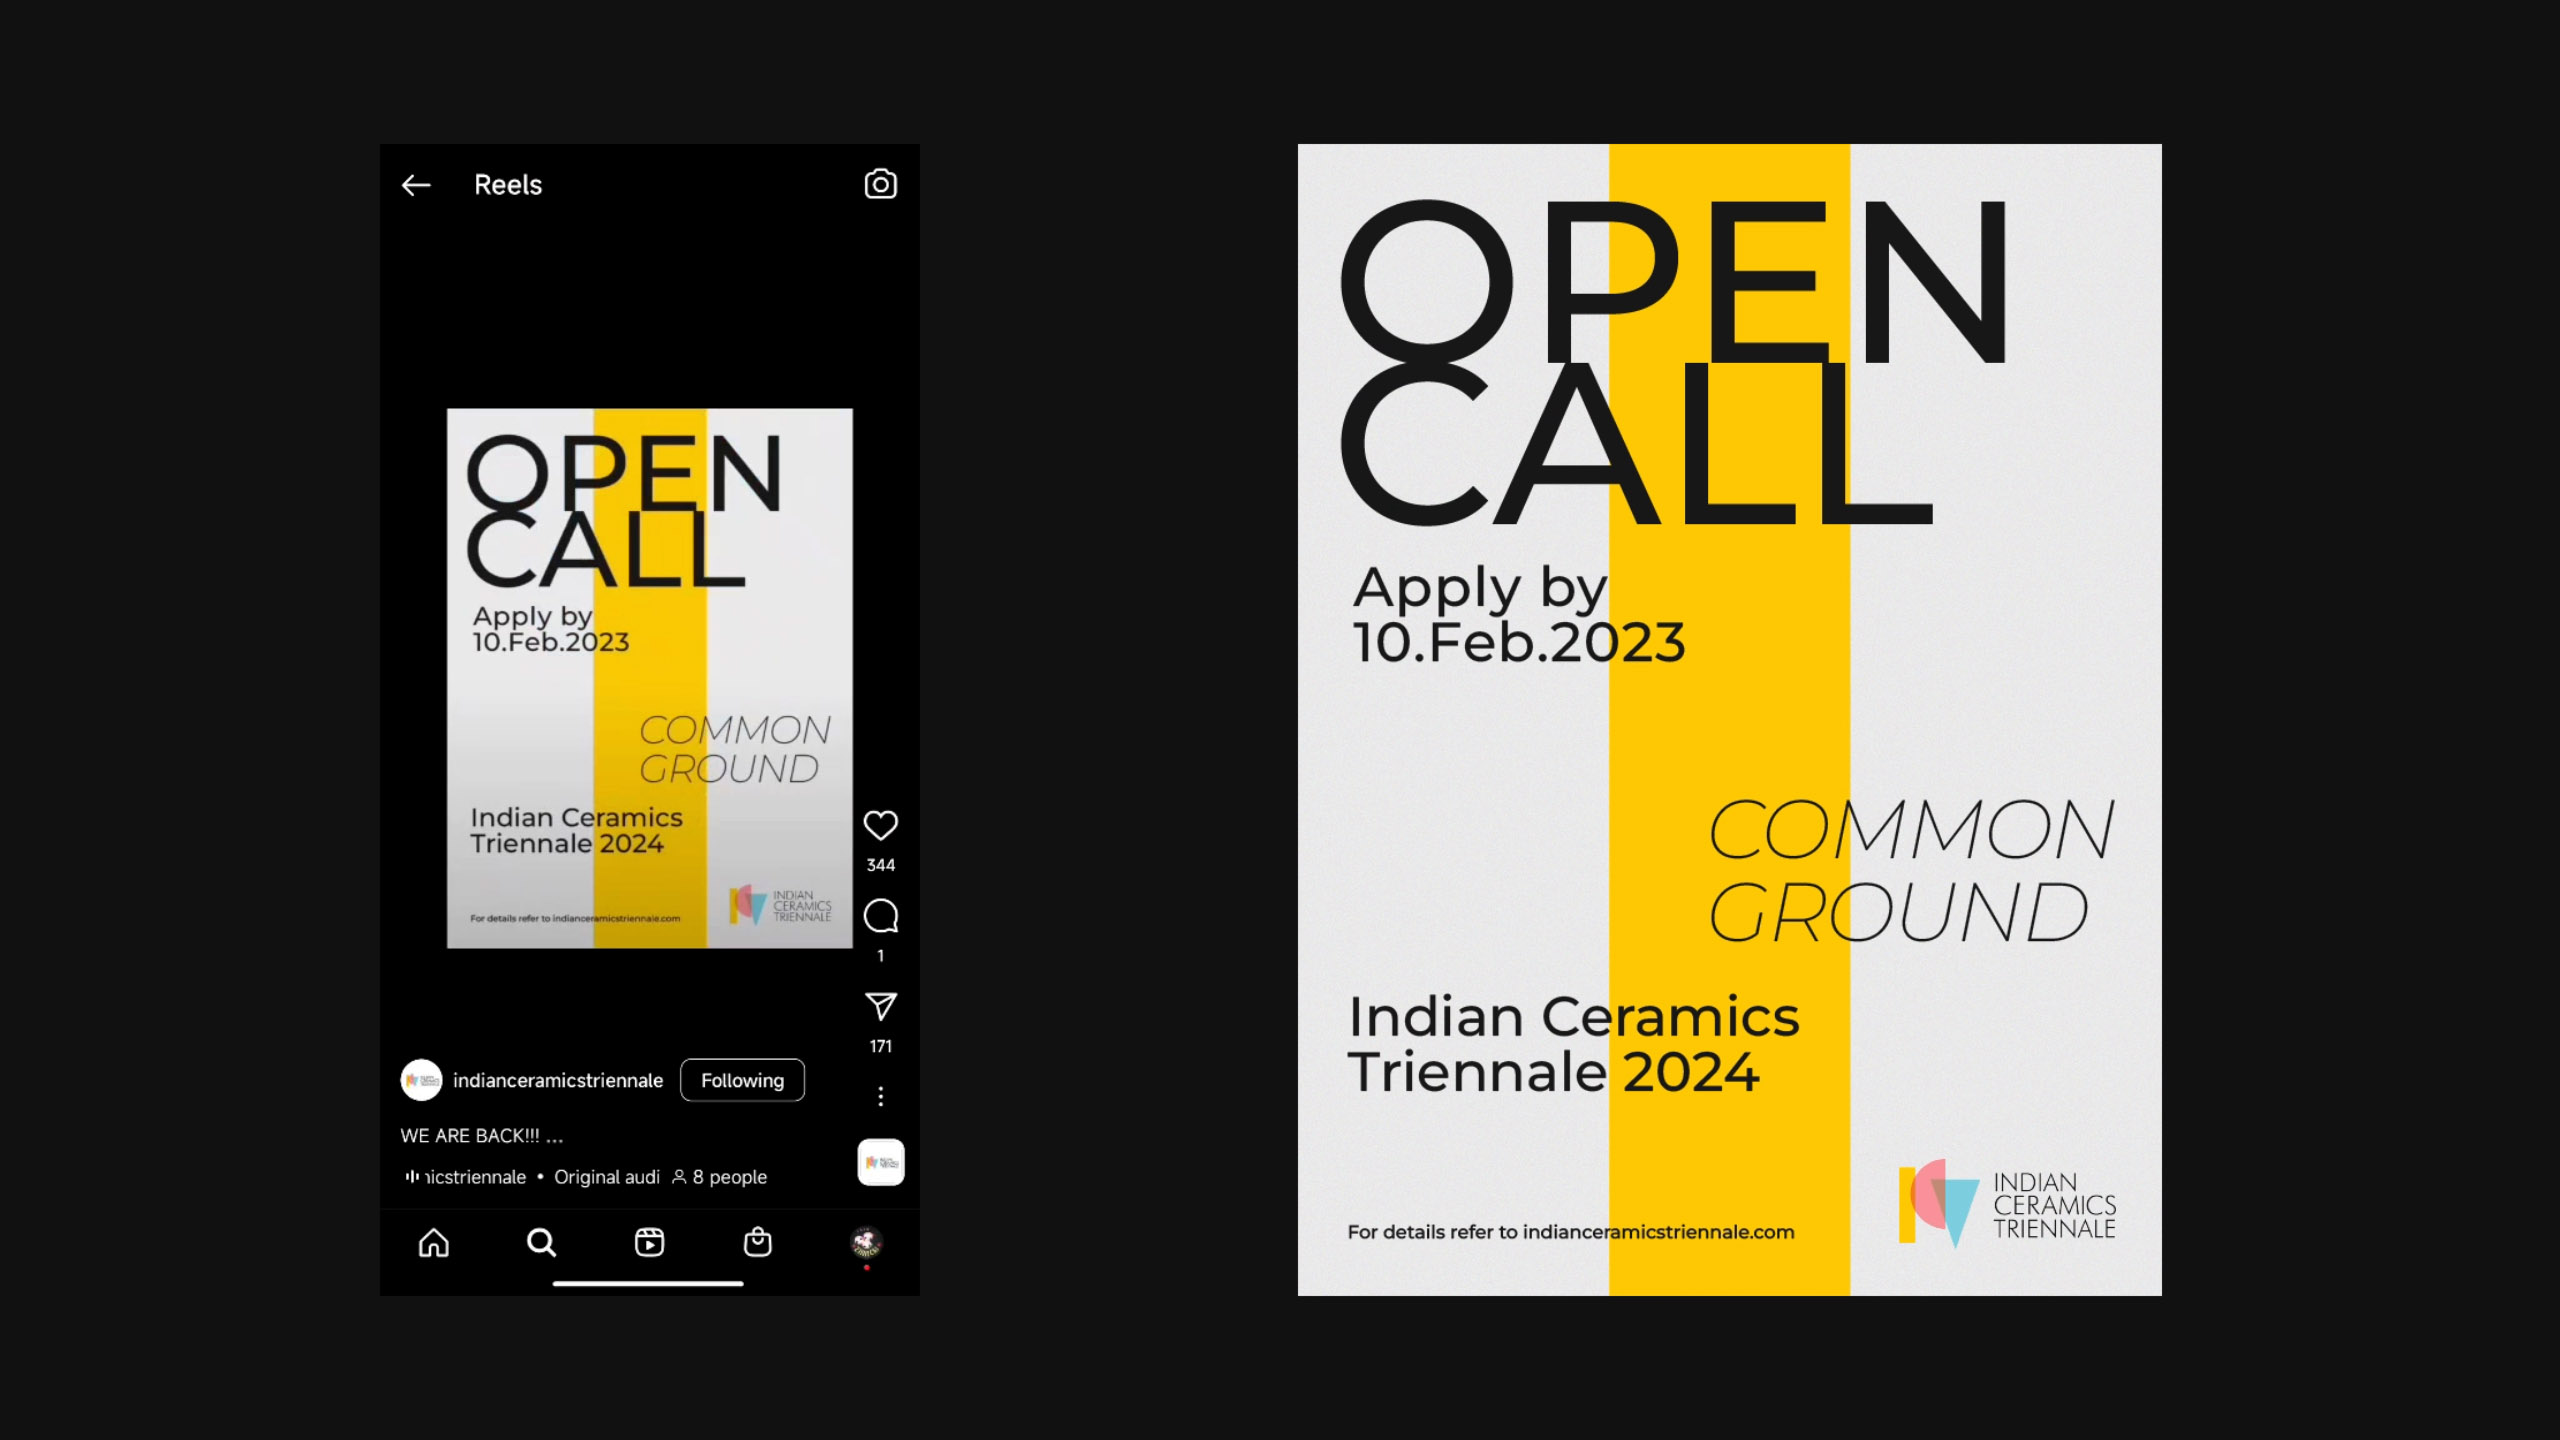 Reels
OPEN
CALL
Apply by
10.Feb.2023
COMMON
GROUND
Indian Ceramics
Triennale 2024
For details refer to indianceramicstriennale.com
INDIAN
CERAMICS
TRIENNALE
344
1
171
indianceramicstriennale
Following
WE ARE BACK!!! ...
nicstriennale • Original audi
8 people
OPEN
CALL
Apply by
10.Feb.2023
COMMON
GROUND
Indian Ceramics
Triennale 2024
For details refer to indianceramicstriennale.com
INDIAN
CERAMICS
TRIENNALE